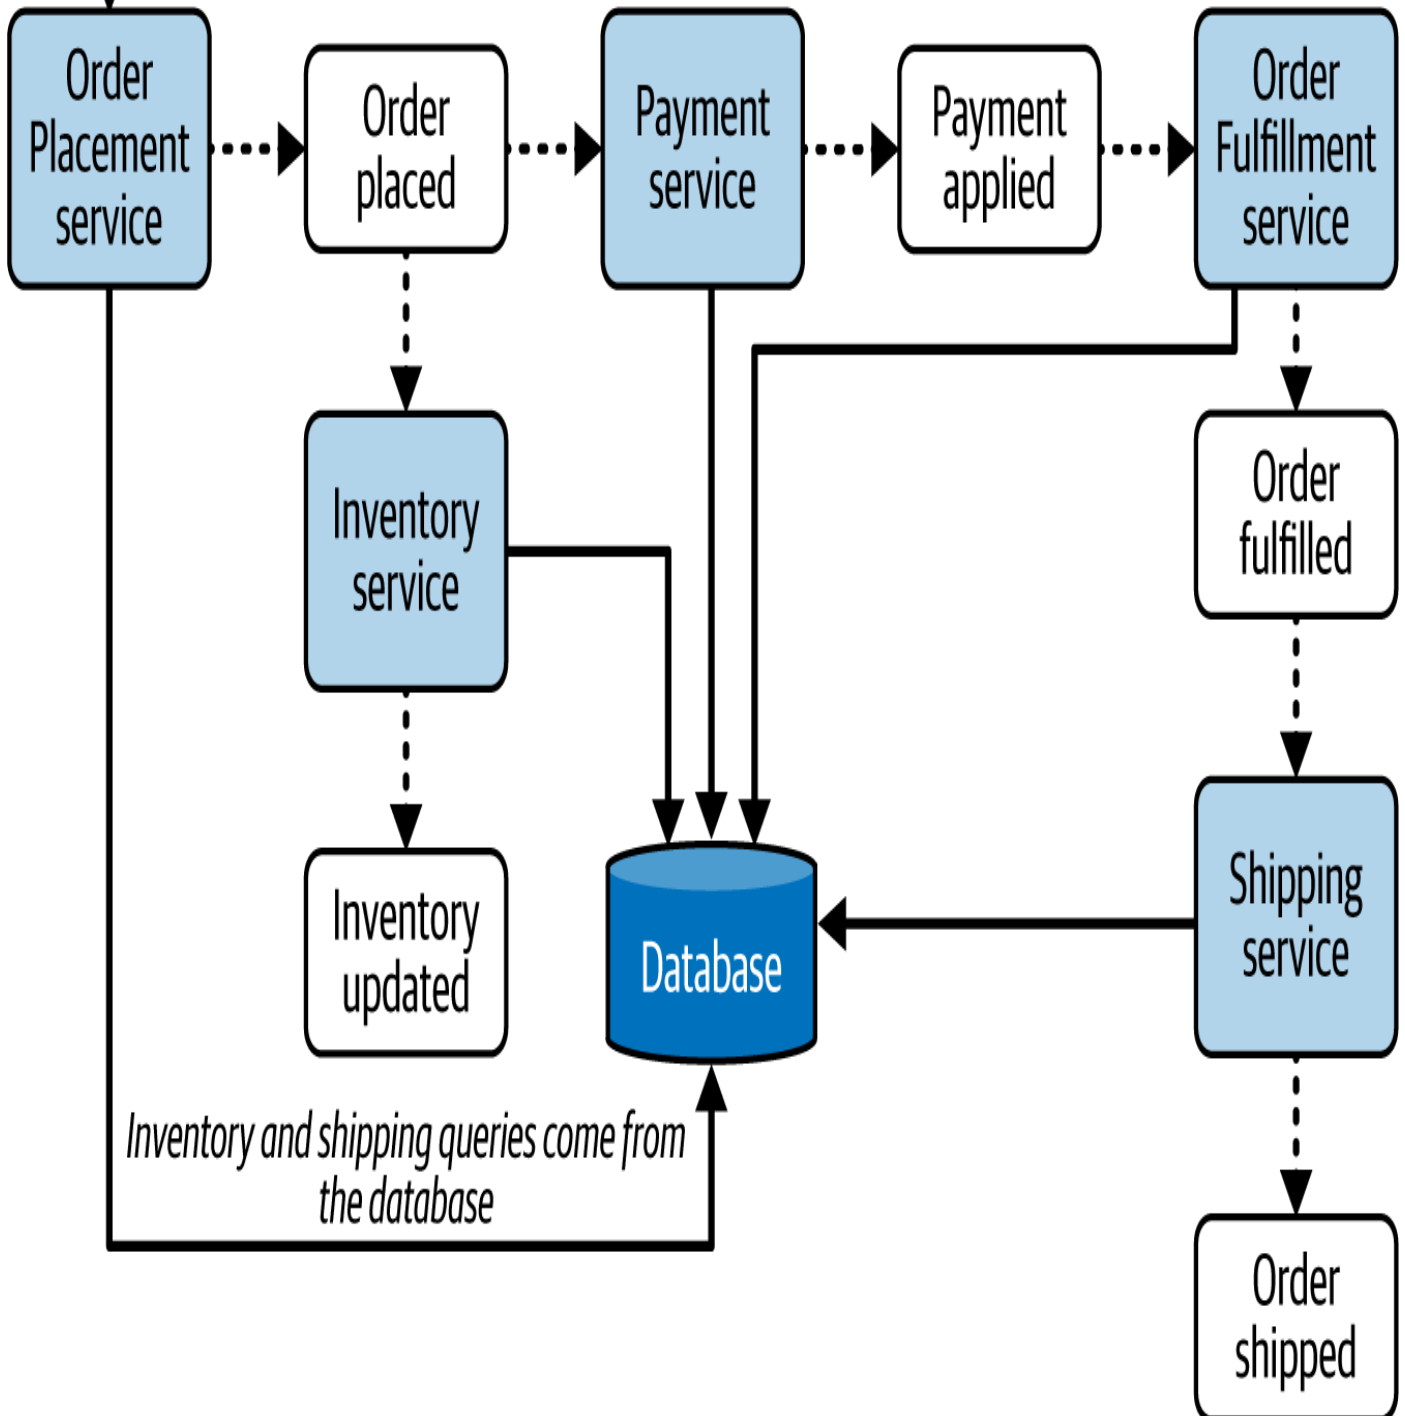 Order
Placement
service
Order
placed
Payment
service
Payment
applied
Order
Fulfillment
service
Inventory
service
Order
fulfilled
Inventory
updated
Database
Shipping
service
Inventory and shipping queries come from
the database
Order
shipped